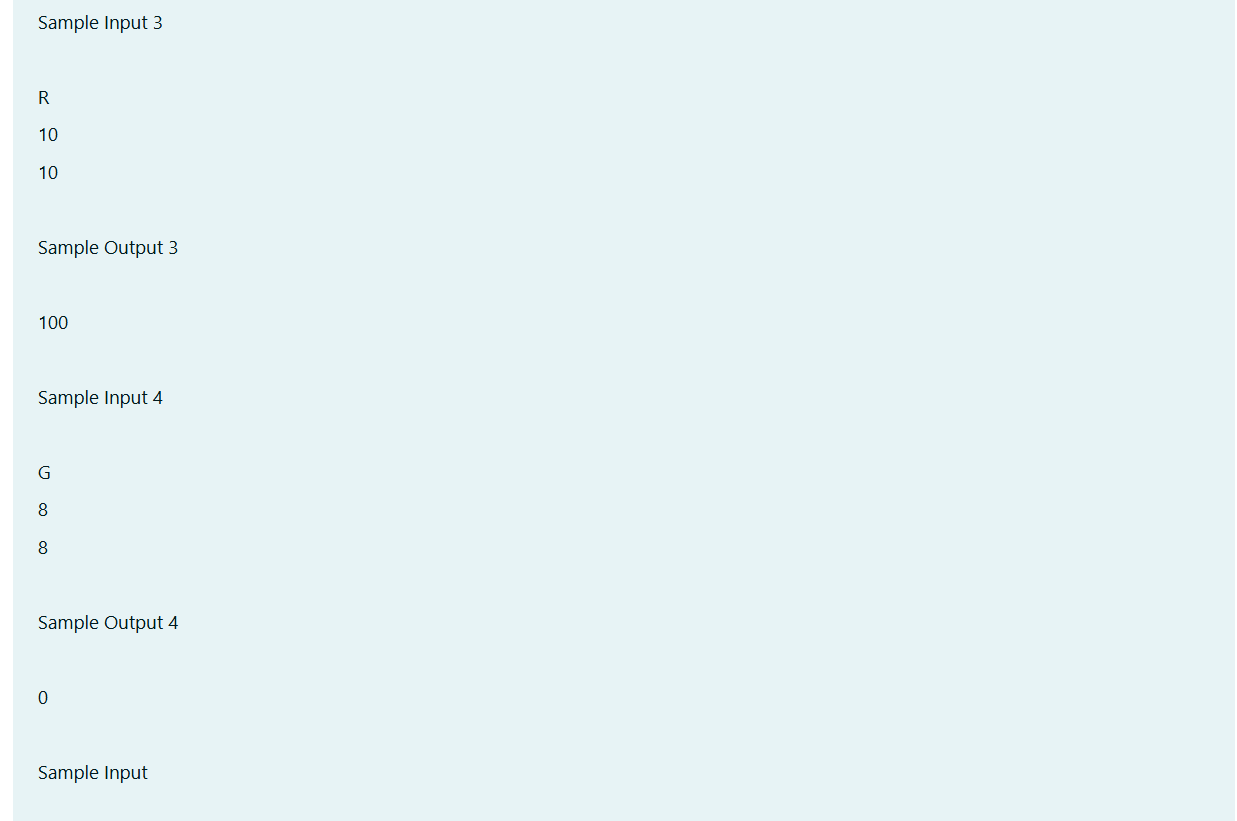 Sample Input 3
R
10
10
Sample Output 3
100
Sample Input 4
G
8
8
Sample Output 4
0
Sample Input